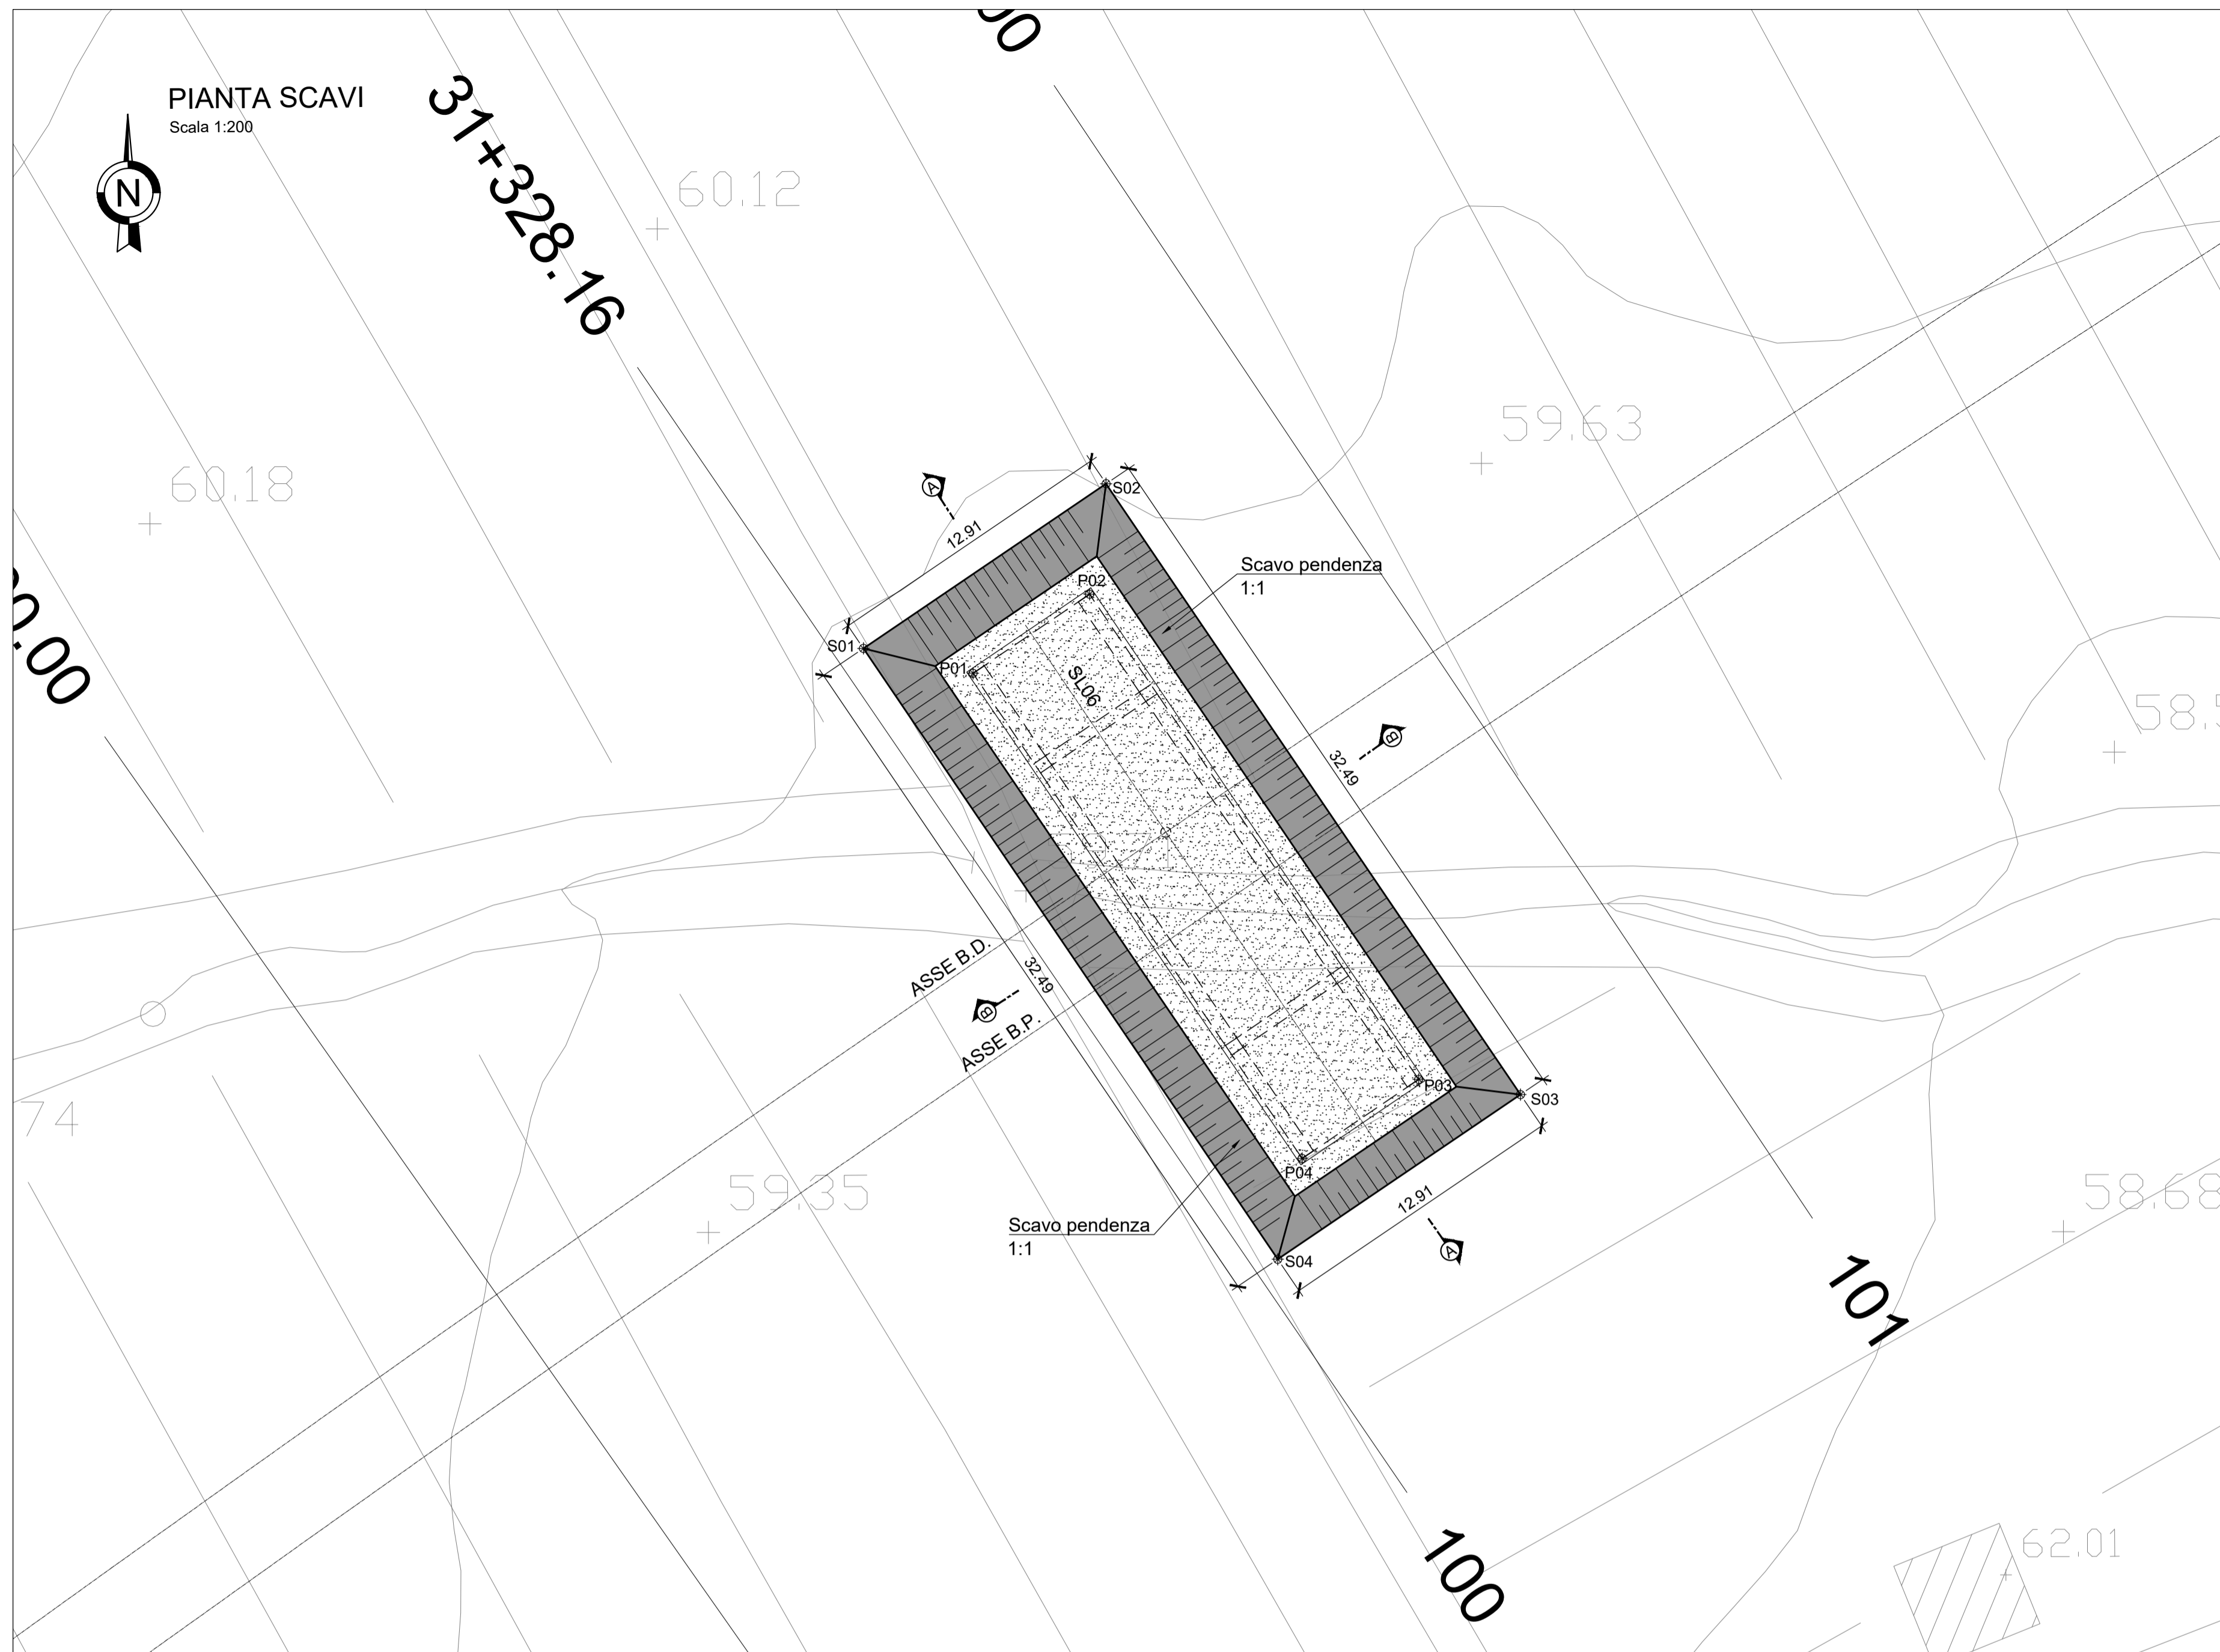 PIANTA SCAVI
Scala 1:200
N
31+328.16
60.12
60.18
59.63
A
S02
12.91
Scavo pendenza
1:1
P02
S01
P01
SL06
B
32.49
ASSE B.D.
32.49
B
ASSE B.P.
P03
S03
74
59.35
P04
12.91
58.68
Scavo pendenza
1:1
A
S04
101
100
62.01